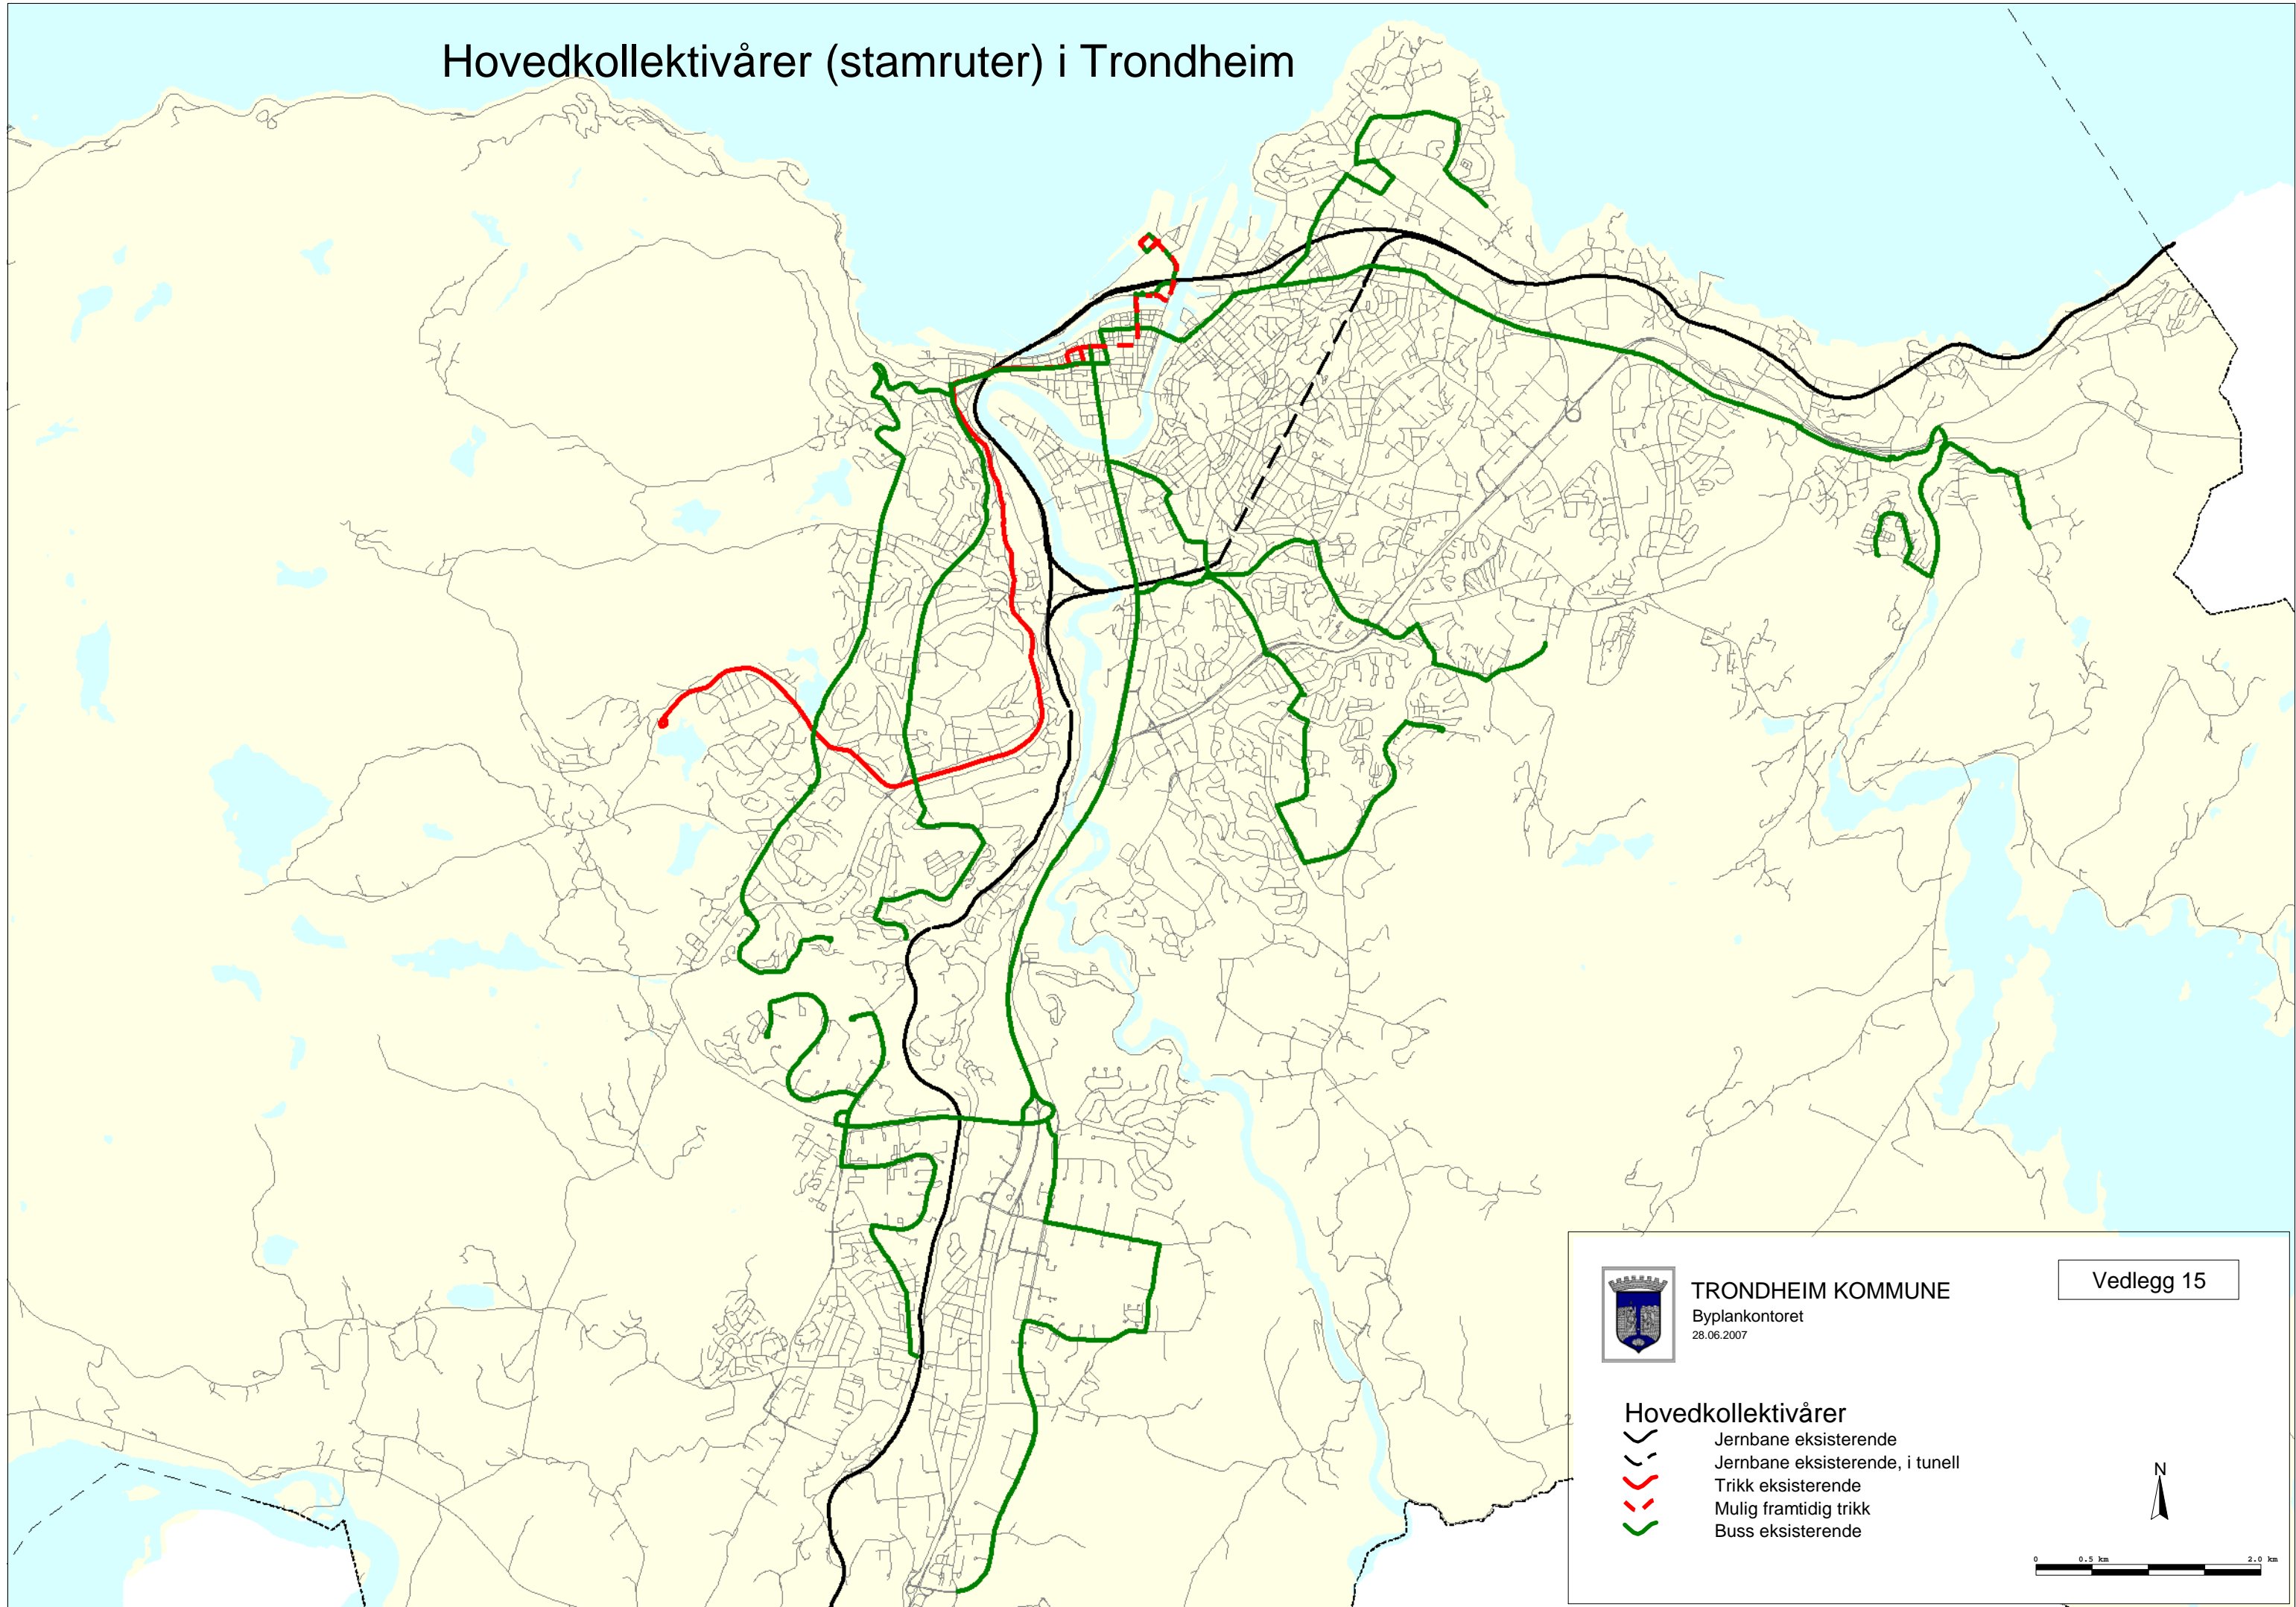 Hovedkollektivårer (stamruter) i Trondheim
TRONDHEIM KOMMUNE
Byplankontoret
28.06.2007
Vedlegg 15
Hovedkollektivårer
Jernbane eksisterende
Jernbane eksisterende, i tunell
Trikk eksisterende
Mulig framtidig trikk
Buss eksisterende
N
0 0.5 km 2.0 km